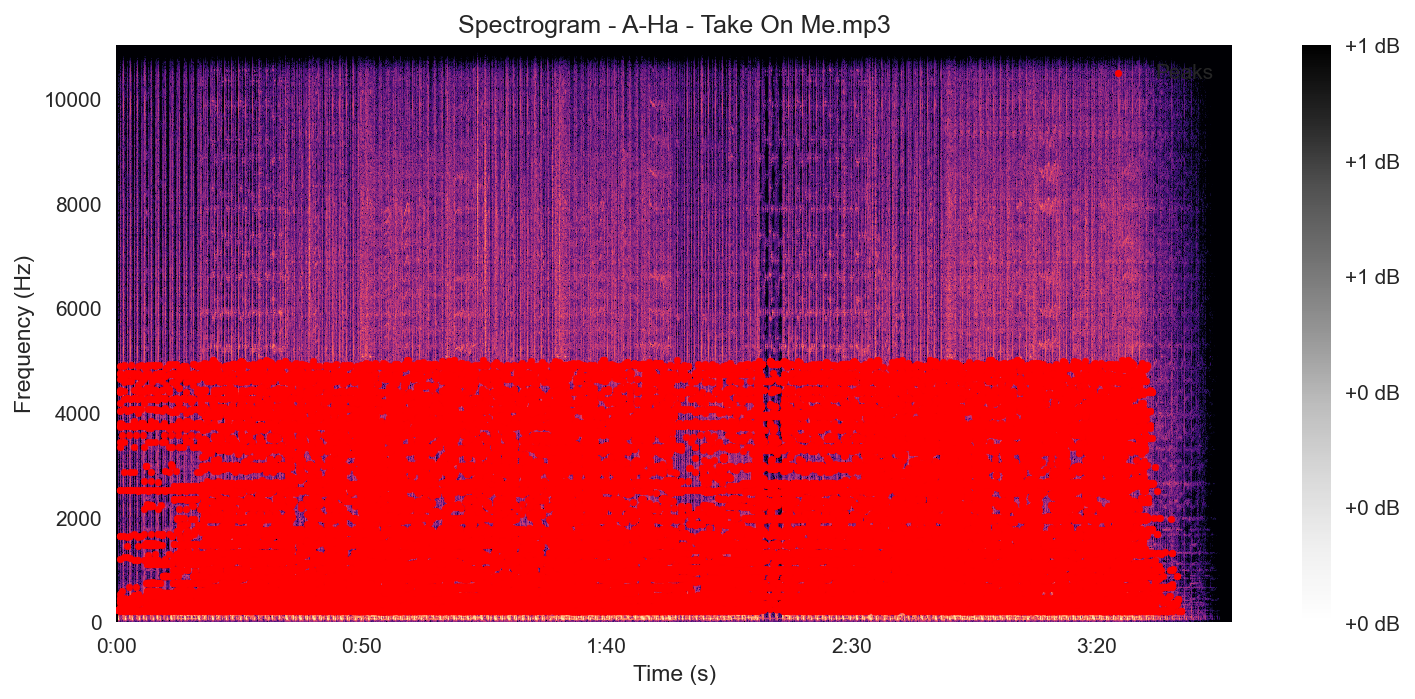 Spectrogram - A-Ha - Take On Me.mp3
Peaks
Frequency (Hz)
10000
8000
6000
4000
2000
0
0:00 0:50 1:40 2:30 3:20
Time (s)
+1 dB
+1 dB
+1 dB
+0 dB
+0 dB
+0 dB